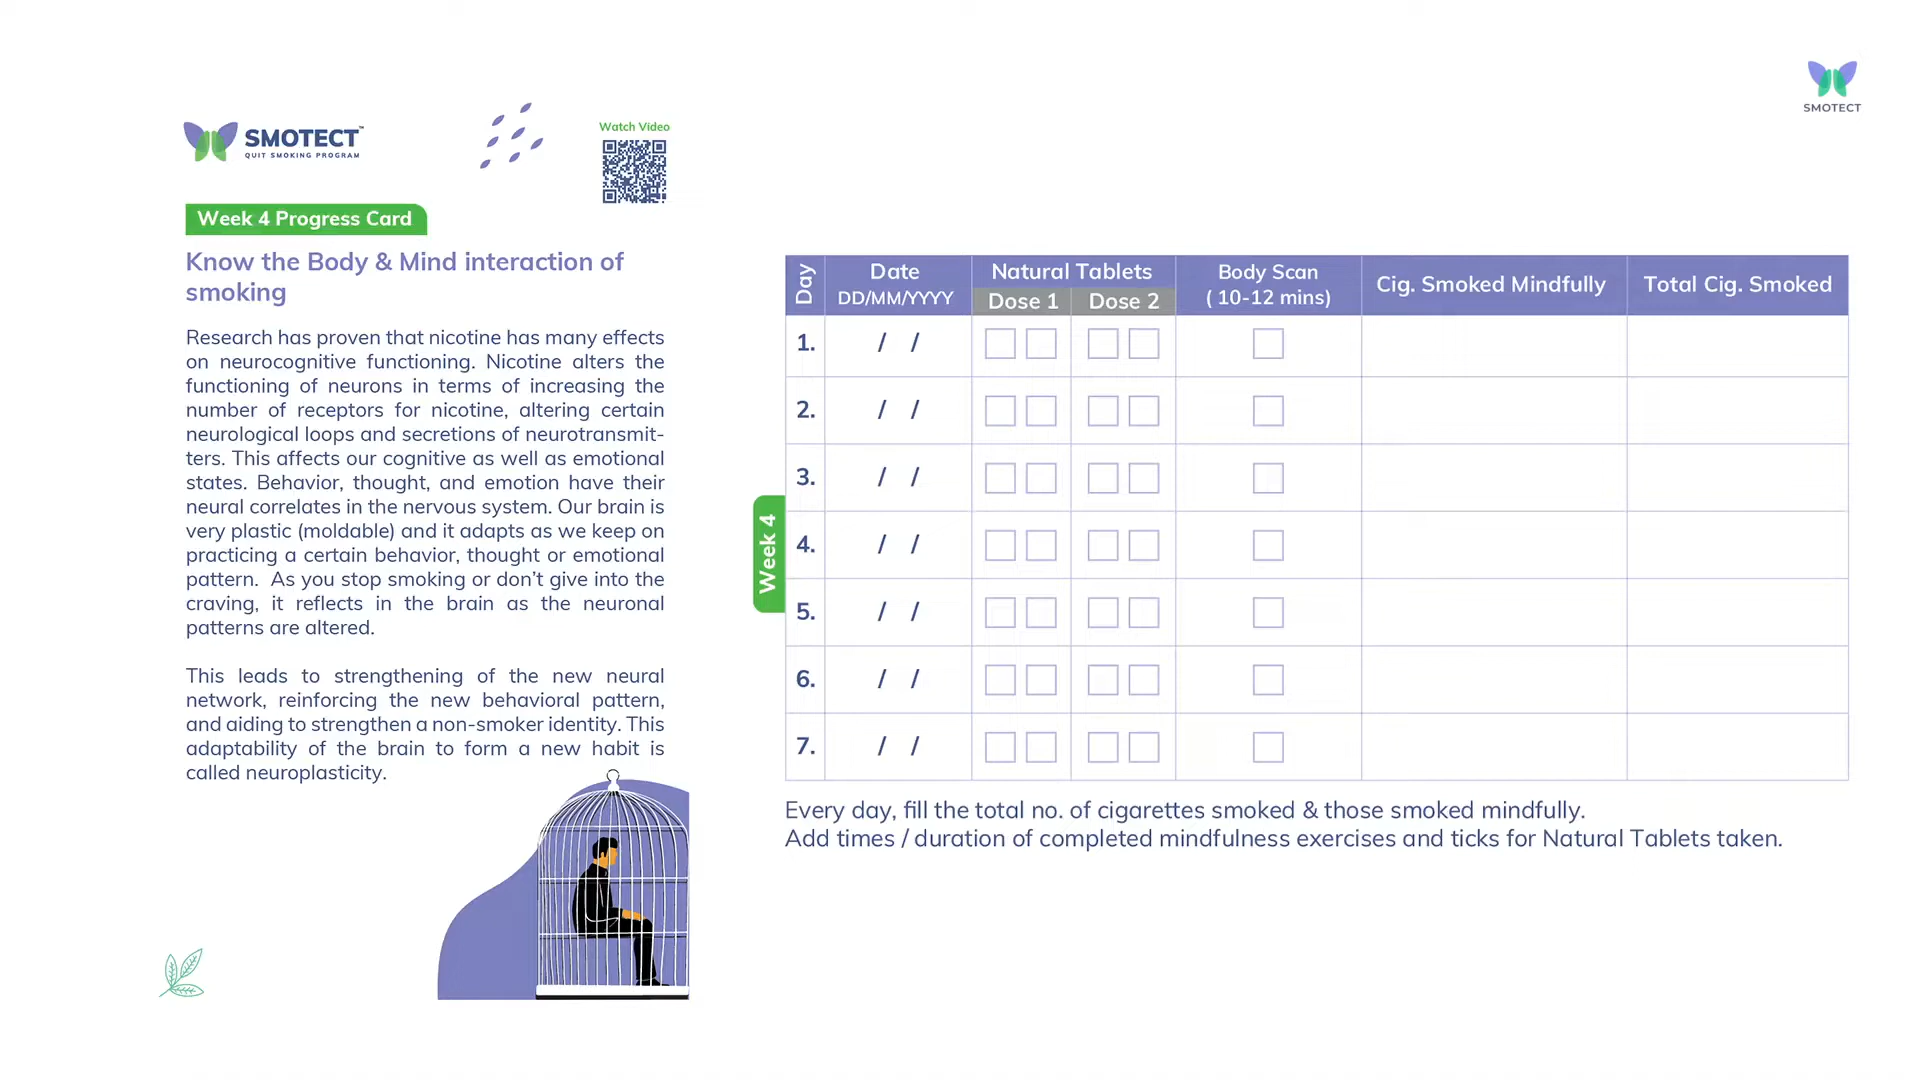 SMOTECT
SMOTECT™
QUIT SMOKING PROGRAM
Watch Video
Week 4 Progress Card
Know the Body & Mind interaction of
smoking
Research has proven that nicotine has many effects
on neurocognitive functioning. Nicotine alters the
functioning of neurons in terms of increasing the
number of receptors for nicotine, altering certain
neurological loops and secretions of neurotransmit-
ters. This affects our cognitive as well as emotional
states. Behavior, thought, and emotion have their
neural correlates in the nervous system. Our brain is
very plastic (moldable) and it adapts as we keep on
practicing a certain behavior, thought or emotional
pattern. As you stop smoking or don’t give into the
craving, it reflects in the brain as the neuronal
patterns are altered.
This leads to strengthening of the new neural
network, reinforcing the new behavioral pattern,
and aiding to strengthen a non-smoker identity. This
adaptability of the brain to form a new habit is
called neuroplasticity.
Week 4
Day Date DD/MM/YYYY Natural Tablets Dose 1 Dose 2 Body Scan ( 10-12 mins) Cig. Smoked Mindfully Total Cig. Smoked
1. / /
2. / /
3. / /
4. / /
5. / /
6. / /
7. / /
Every day, fill the total no. of cigarettes smoked & those smoked mindfully.
Add times / duration of completed mindfulness exercises and ticks for Natural Tablets taken.